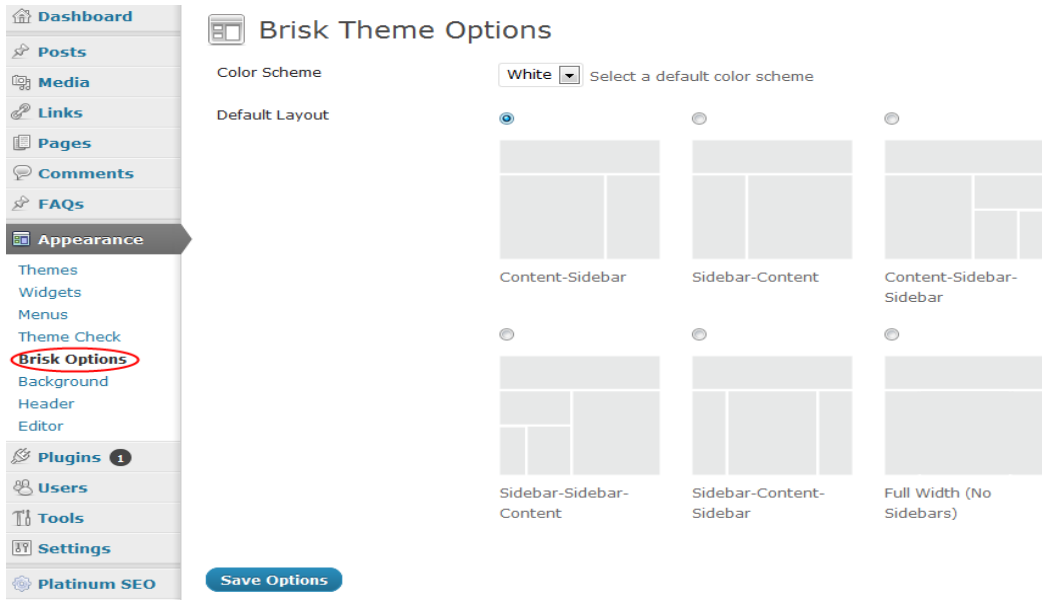 Dashboard
Posts
Media
Links
Pages
Comments
FAQs
Appearance
Themes
Widgets
Menus
Theme Check
Brisk Options
Background
Header
Editor
Plugins 1
Users
Tools
Settings
Platinum SEO
Brisk Theme Options
Color Scheme
White Select a default color scheme
Default Layout
Content-Sidebar
Sidebar-Content
Content-Sidebar-
Sidebar
Sidebar-Sidebar-
Content
Sidebar-Content-
Sidebar
Full Width (No
Sidebars)
Save Options